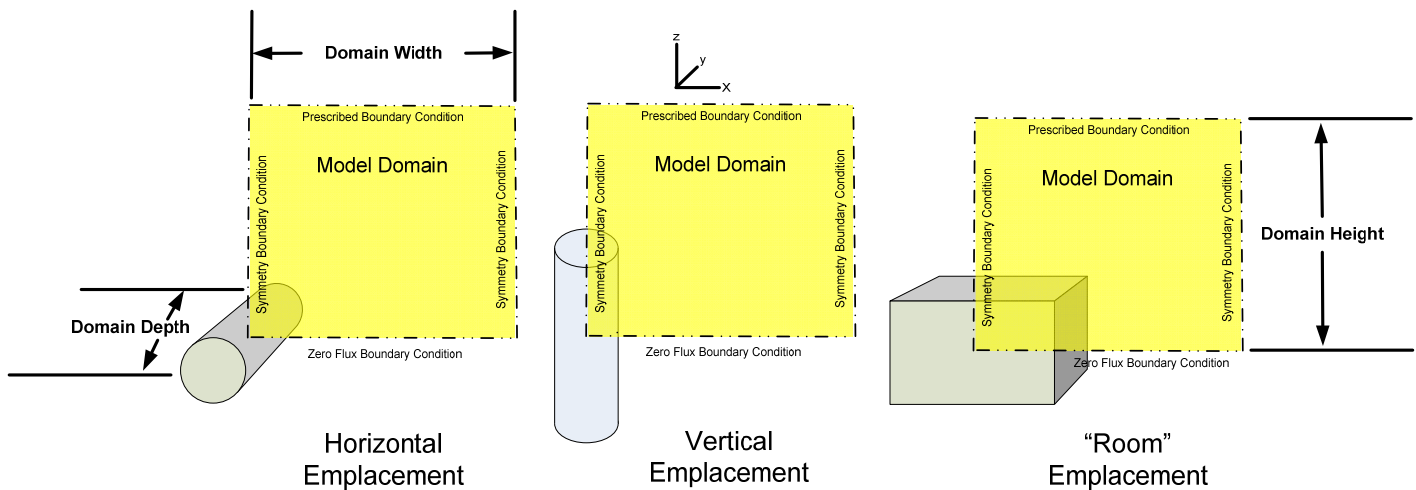 Domain Width
z
y
x
Prescribed Boundary Condition
Model Domain
Symmetry Boundary Condition
Symmetry Boundary Condition
Domain Depth
Zero Flux Boundary Condition
Horizontal
Emplacement
Prescribed Boundary Condition
Model Domain
Symmetry Boundary Condition
Symmetry Boundary Condition
Zero Flux Boundary Condition
Vertical
Emplacement
Prescribed Boundary Condition
Model Domain
Symmetry Boundary Condition
Symmetry Boundary Condition
Domain Height
Zero Flux Boundary Condition
“Room”
Emplacement